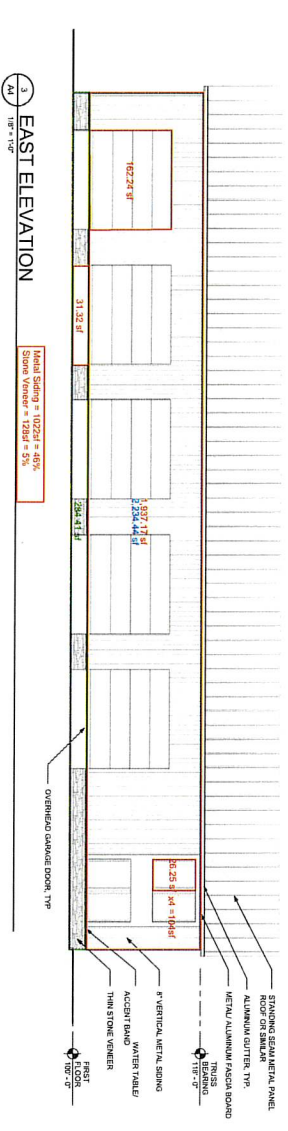 STANDING SEAM METAL PANEL
ROOF OR SIMILAR
ALUMINUM GUTTER, TYP.
METAL/ ALUMINUM FASCIA BOARD
TRUSS
BEARING
118' - 0"
8" VERTICAL METAL SIDING
WATER TABLE/
ACCENT BAND
THIN STONE VENEER
FIRST
FLOOR
100' - 0"
OVERHEAD GARAGE DOOR, TYP
162.24 sf
31.32 sf
1,937.17 sf
2,234.44 sf
284.41 sf
26.25 sf x4 =104sf
3
A4
EAST ELEVATION
1/8" = 1'-0"
Metal Siding = 1022sf = 46%
Stone Veneer = 128sf = 5%